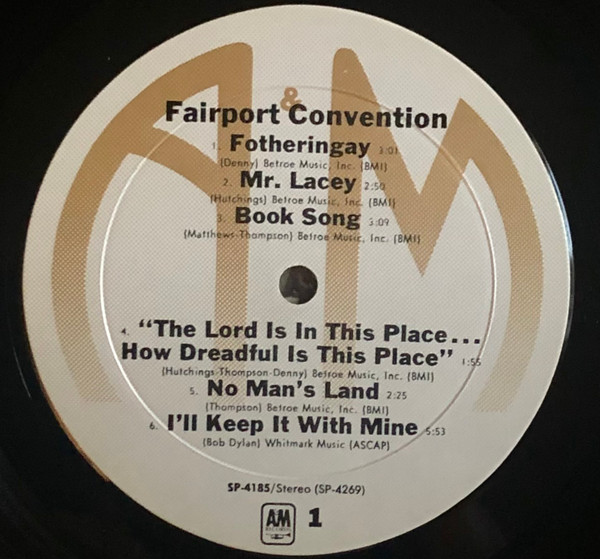 A&M
Fairport Convention
1. Fotheringay 3:01
(Denny) Betroe Music, Inc. (BMI)
2. Mr. Lacey 2:50
(Hutchings) Betroe Music, Inc. (BMI)
3. Book Song 3:09
(Matthews-Thompson) Betroe Music, Inc. (BMI)
4. "The Lord Is In This Place...
How Dreadful Is This Place" 1:55
(Hutchings-Thompson-Denny) Betroe Music, Inc. (BMI)
5. No Man's Land 2:25
(Thompson) Betroe Music, Inc. (BMI)
6. I'll Keep It With Mine 5:53
(Bob Dylan) Whitmark Music (ASCAP)
SP-4185/Stereo (SP-4269)
AM
RECORDS
1